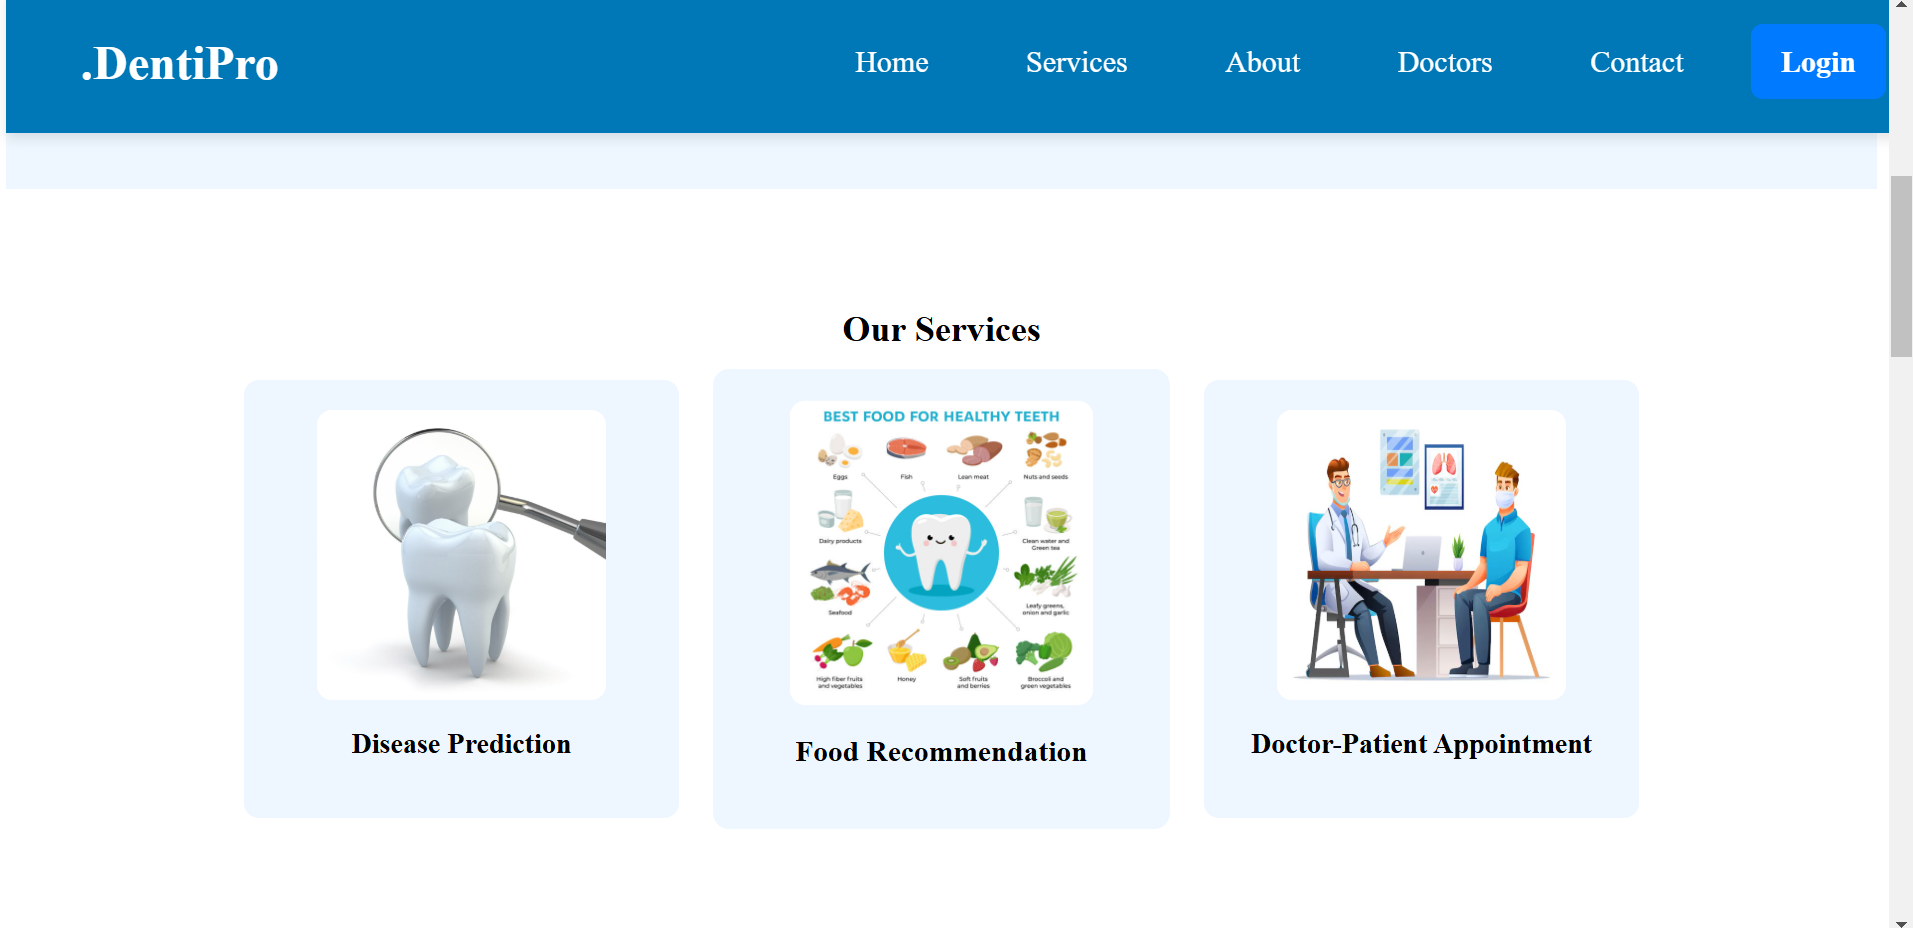 .DentiPro
Home
Services
About
Doctors
Contact
Login
Our Services
BEST FOOD FOR HEALTHY TEETH
Eggs
Fish
Lean meat
Nuts and seeds
Dairy products
Clean water and
Green tea
Seafood
Leafy greens,
onion and garlic
High fiber fruits
and vegetables
Honey
Soft fruits
and berries
Broccoli and
green vegetables
Disease Prediction
Food Recommendation
Doctor-Patient Appointment